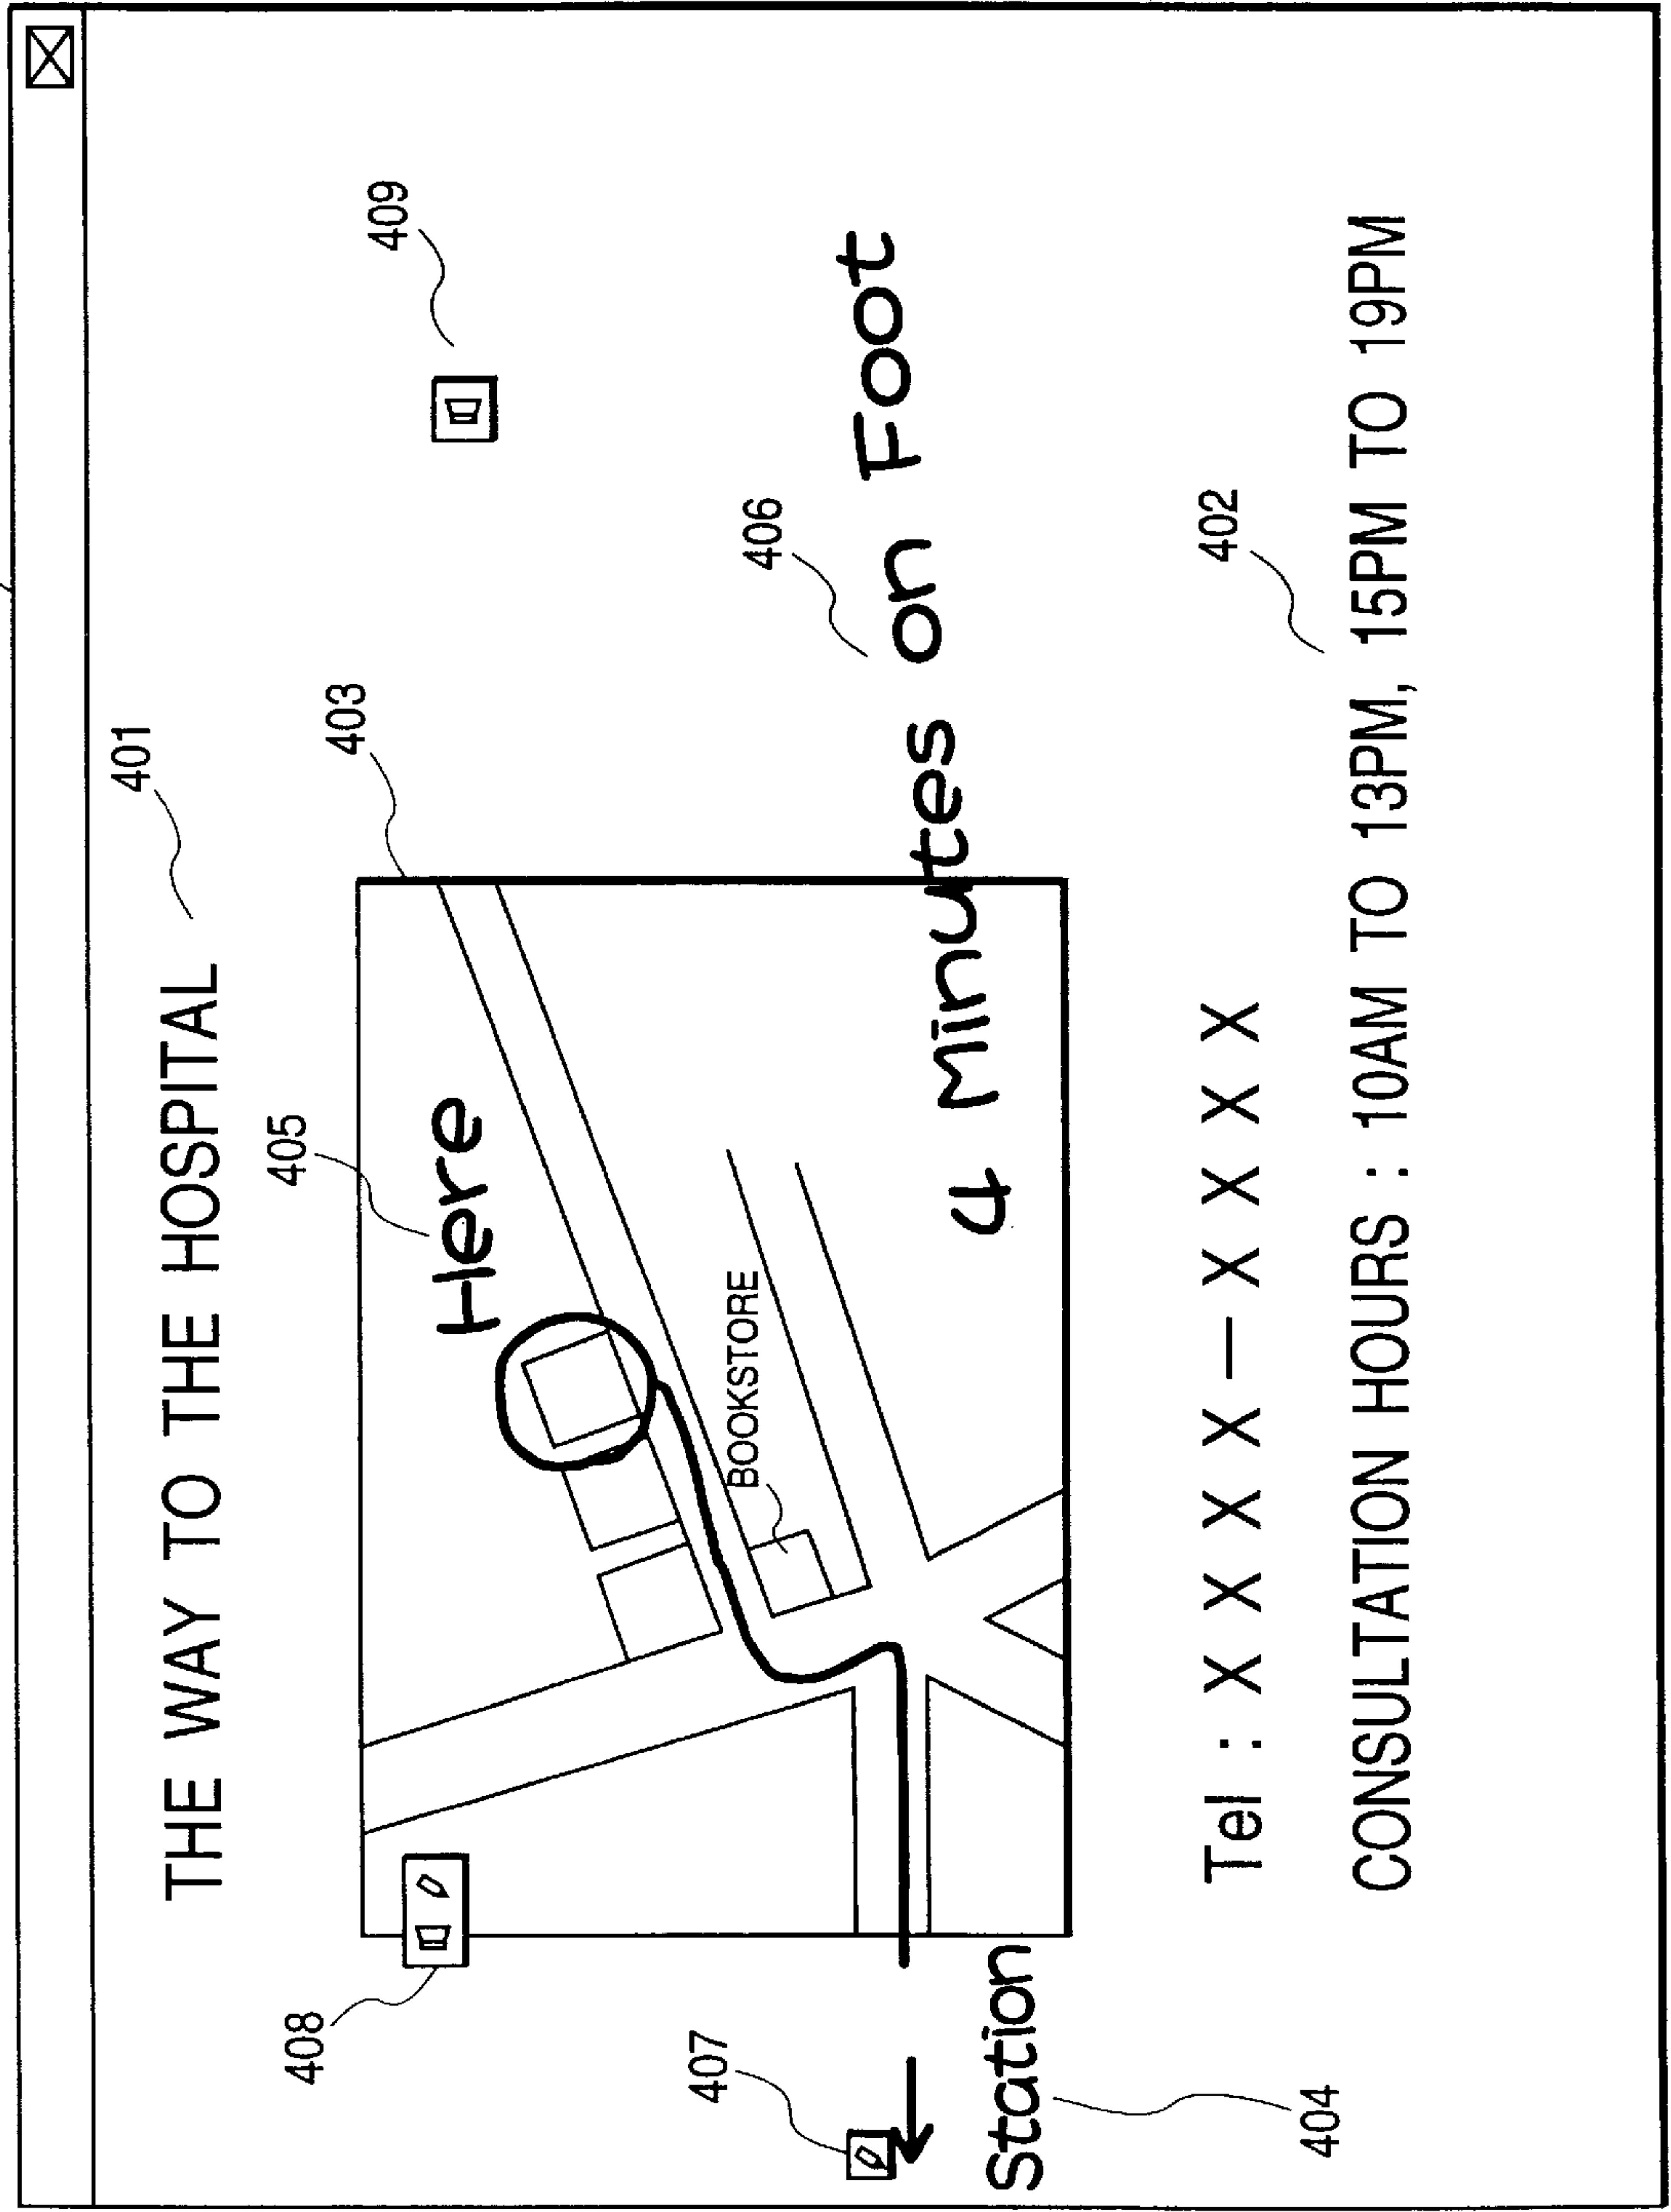 401
THE WAY TO THE HOSPITAL
403
409
405
Here
408
BOOKSTORE
406
4 Minutes on Foot
407
Station
404
Tel : X X X X – X X X X
402
CONSULTATION HOURS : 10AM TO 13PM, 15PM TO 19PM